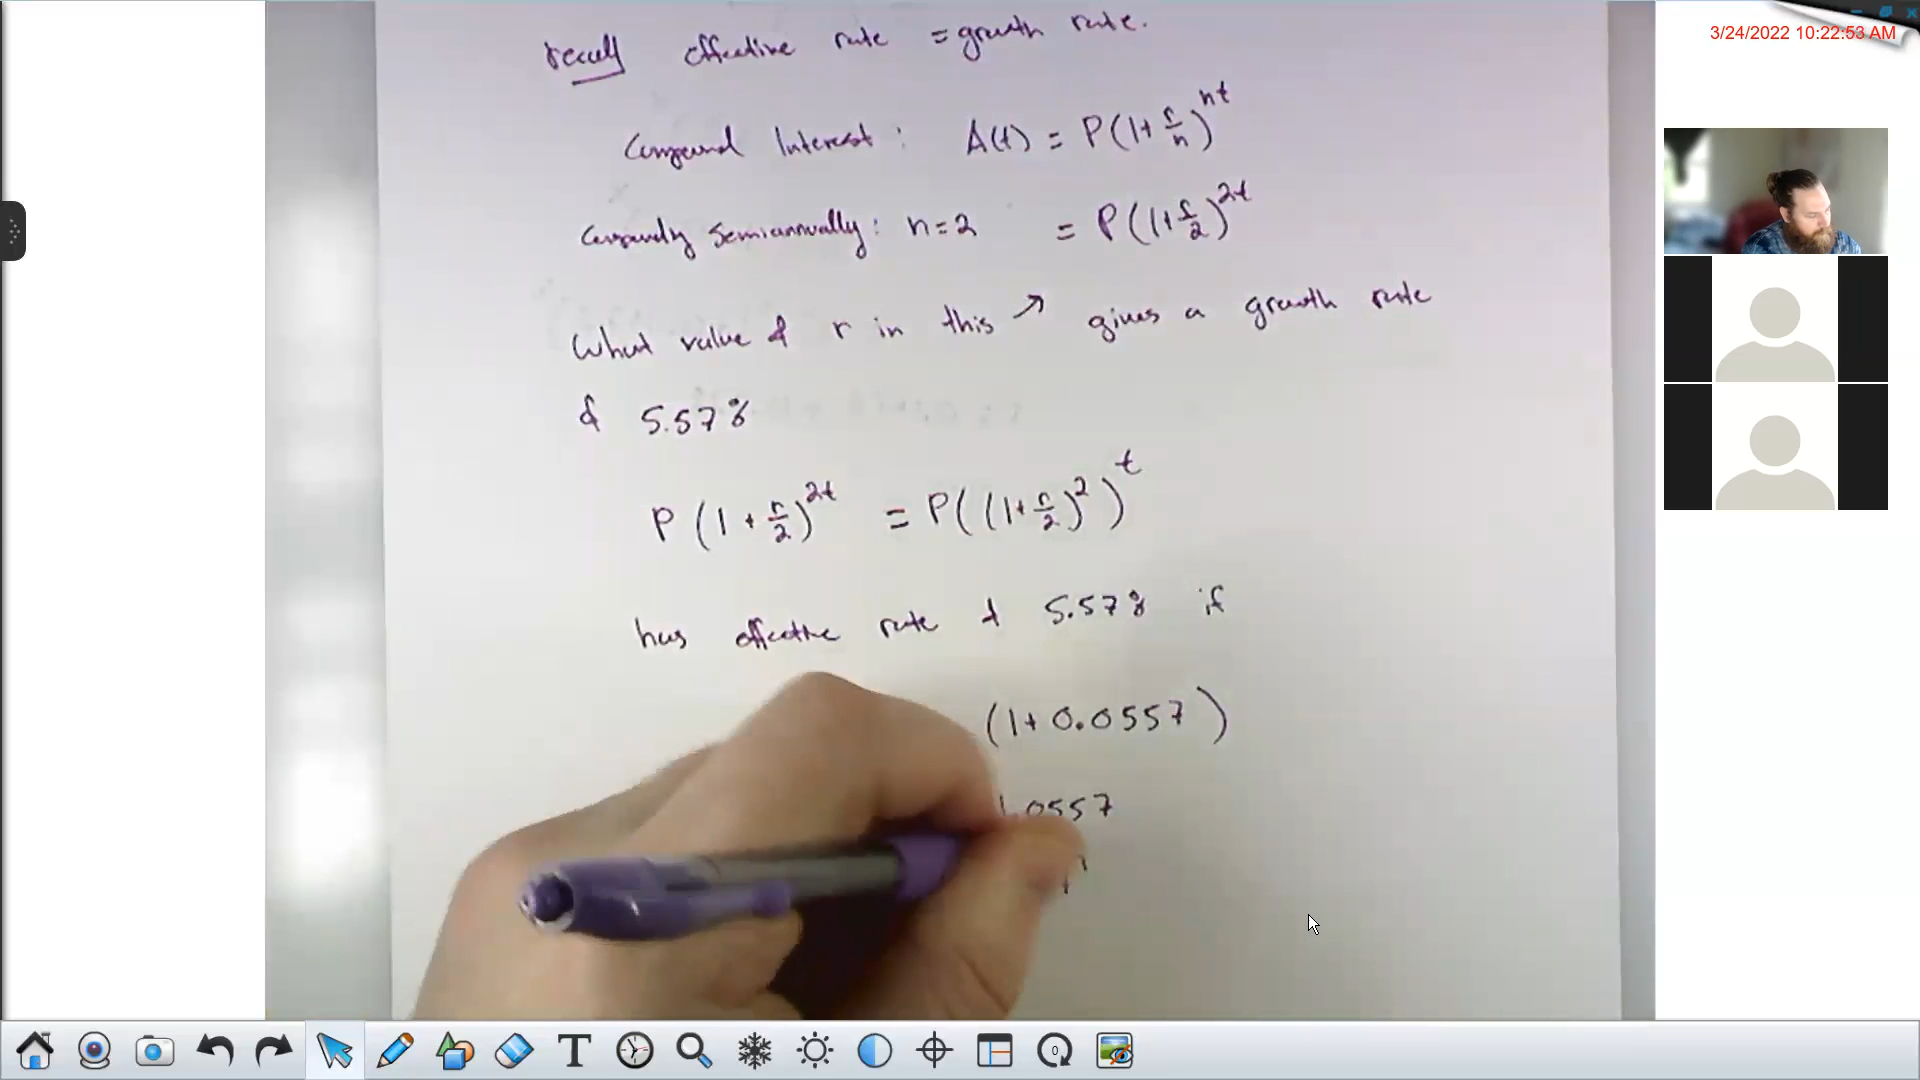 3/24/2022 10:22:53 AM
recall effective rate = growth rate.
Compound Interest: A(t) = P(1+r/n)^nt
Semiannually: n=2 = P(1+r/2)^2t
What value of r in this ↗ gives a growth rate
of 5.57%
P(1+r/2)^2t = P((1+r/2)^2)^t
has effective rate of 5.57% if
(1+0.0557)
1.0557
T
0